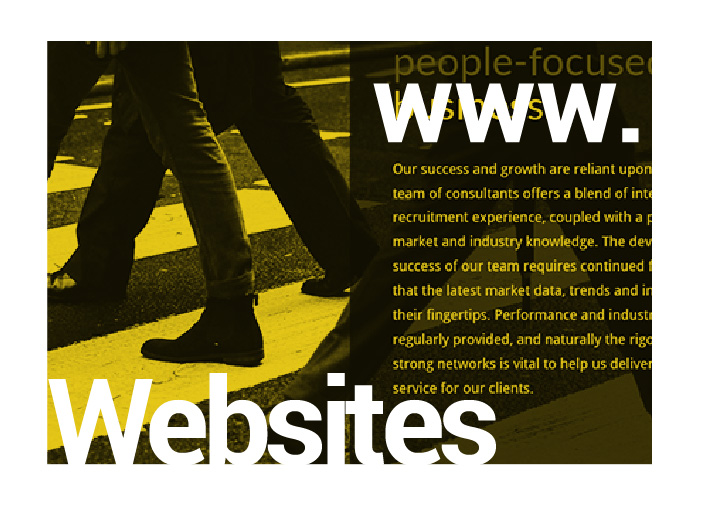 people-focused
business
www.
Our success and growth are reliant upon
team of consultants offers a blend of inte
recruitment experience, coupled with a p
market and industry knowledge. The dev
success of our team requires continued f
that the latest market data, trends and in
their fingertips. Performance and industr
regularly provided, and naturally the rigo
strong networks is vital to help us deliver
service for our clients.
Websites